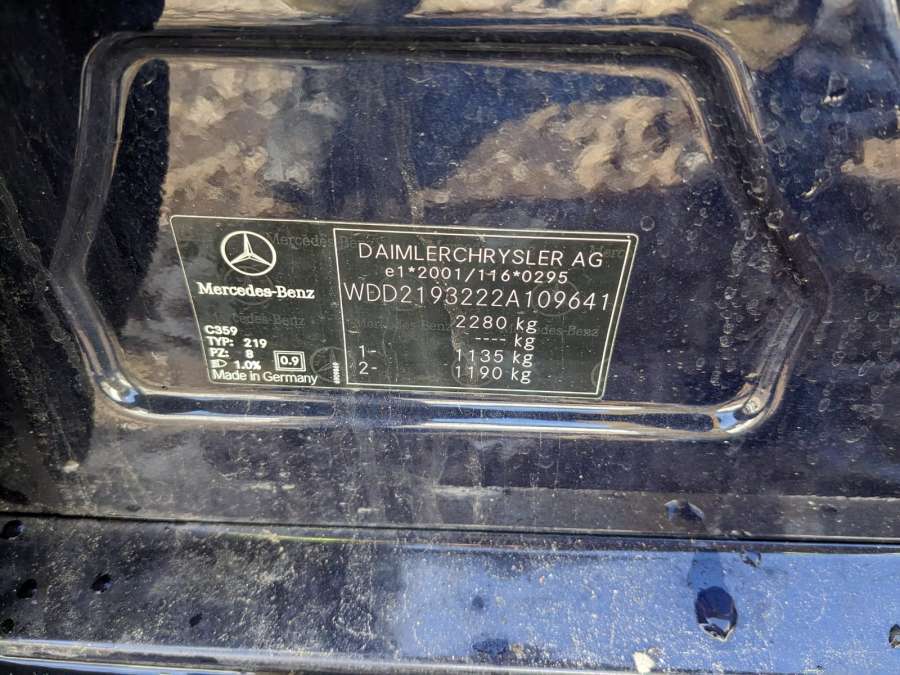 Mercedes-Benz
C359
TYP: 219
PZ: 8
1.0%
0.9
Made in Germany
DAIMLERCHRYSLER AG
e1*2001/116*0295
WDD2193222A109641
2280 kg
---- kg
1- 1135 kg
2- 1190 kg